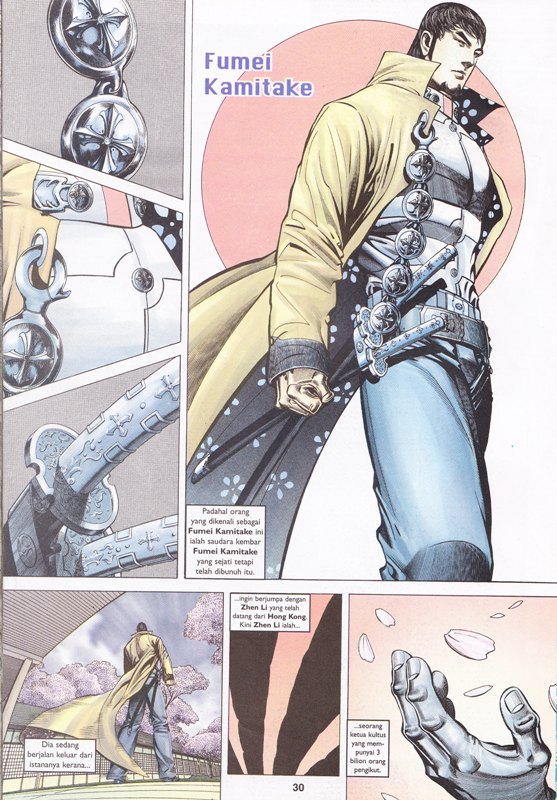 Fumei
Kamitake
Padahal orang
yang dikenali sebagai
Fumei Kamitake ini
ialah saudara kembar
Fumei Kamitake
yang sejati tetapi
telah dibunuh itu.
Dia sedang
berjalan keluar dari
istananya kerana...
...ingin berjumpa dengan
Zhen Li yang telah
datang dari Hong Kong.
Kini Zhen Li ialah...
...seorang
ketua kultus
yang mem-
punyai 3
bilion orang
pengikut.
30